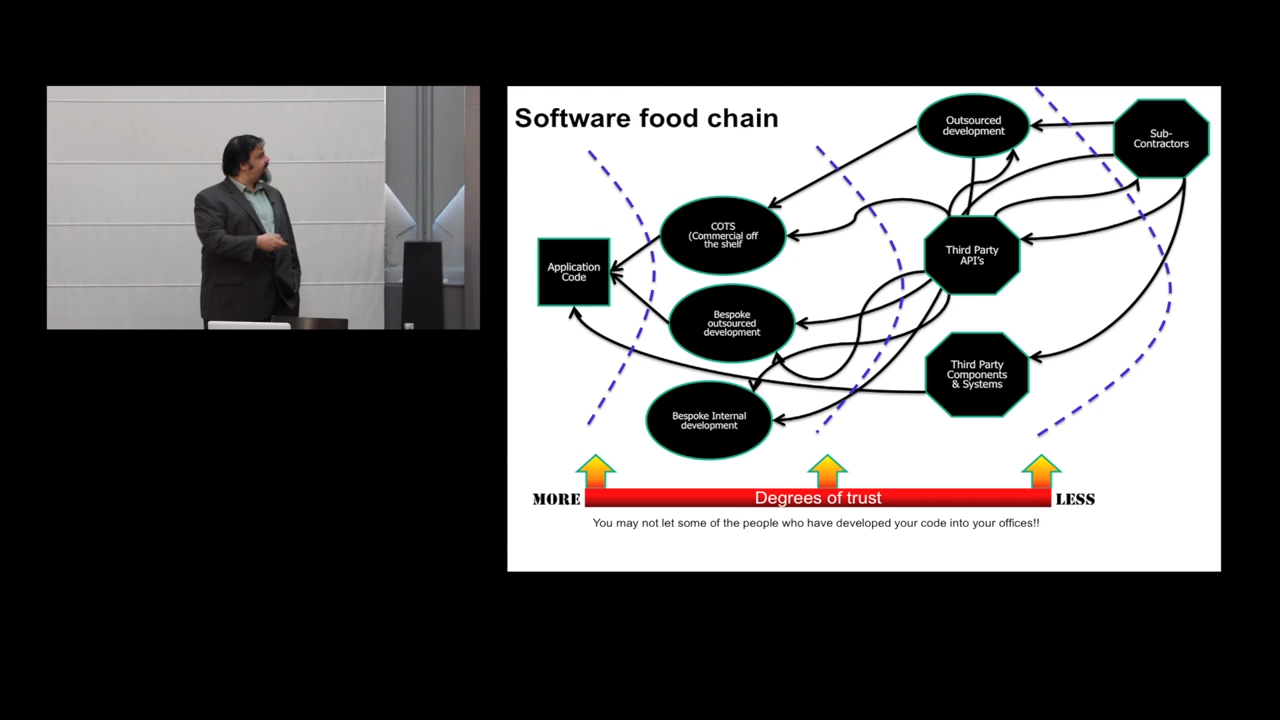 Software food chain
Outsourced
development
Sub-
Contractors
COTS
(Commercial off
the shelf
Third Party
API's
Application
Code
Bespoke
outsourced
development
Third Party
Components
& Systems
Bespoke Internal
development
MORE
Degrees of trust
LESS
You may not let some of the people who have developed your code into your offices!!